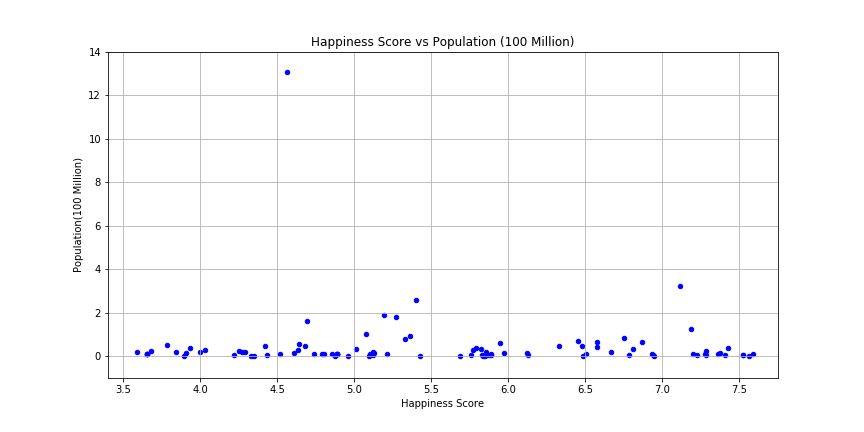 Happiness Score vs Population (100 Million)
14
12
10
8
6
4
2
0
Population(100 Million)
3.5 4.0 4.5 5.0 5.5 6.0 6.5 7.0 7.5
Happiness Score